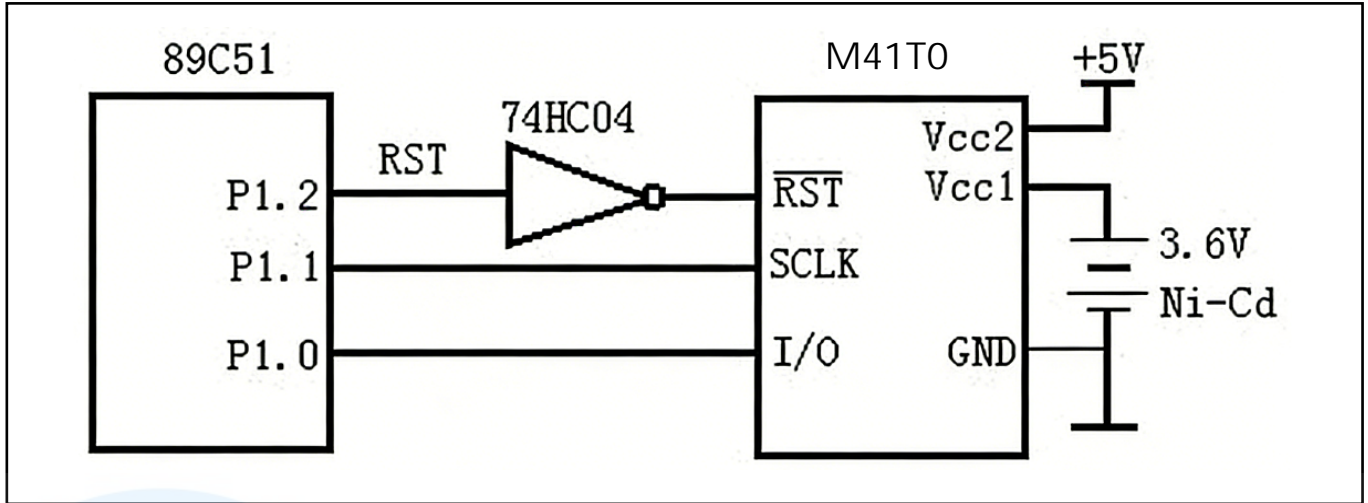 89C51
M41T0
+5V
74HC04
RST
Vcc2
P1.2
RST
Vcc1
3.6V
P1.1
SCLK
Ni-Cd
P1.0
I/O
GND